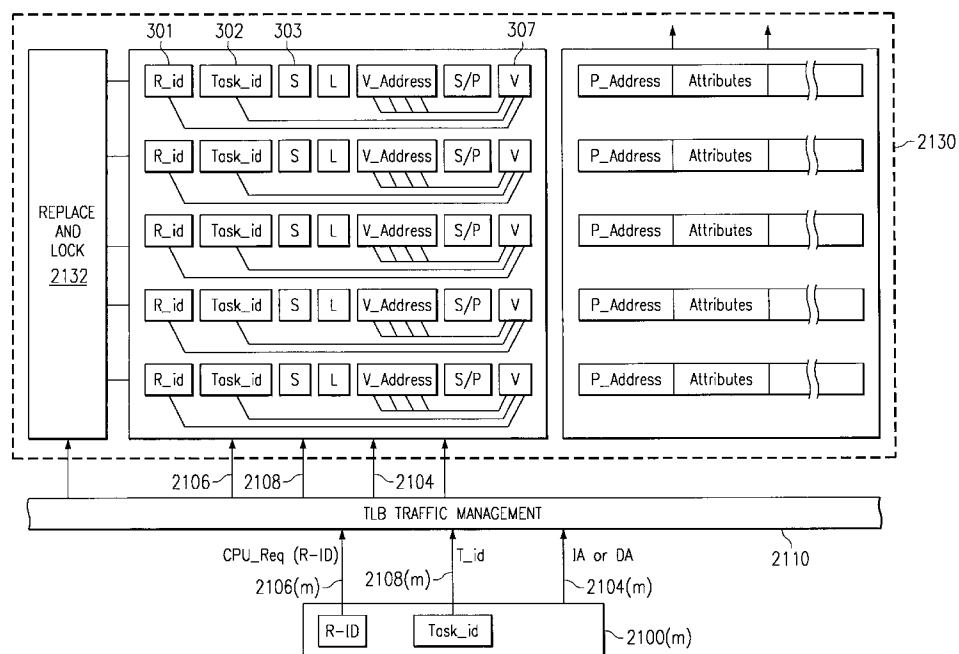 301 302 303 307
R_id Task_id S L V_Address S/P V P_Address Attributes
R_id Task_id S L V_Address S/P V P_Address Attributes
2130
REPLACE
AND
LOCK
2132
R_id Task_id S L V_Address S/P V P_Address Attributes
R_id Task_id S L V_Address S/P V P_Address Attributes
R_id Task_id S L V_Address S/P V P_Address Attributes
2106 2108 2104
TLB TRAFFIC MANAGEMENT
2110
CPU_Req (R-ID) T_id IA or DA
2106(m) 2108(m) 2104(m)
R-ID Task_id
2100(m)